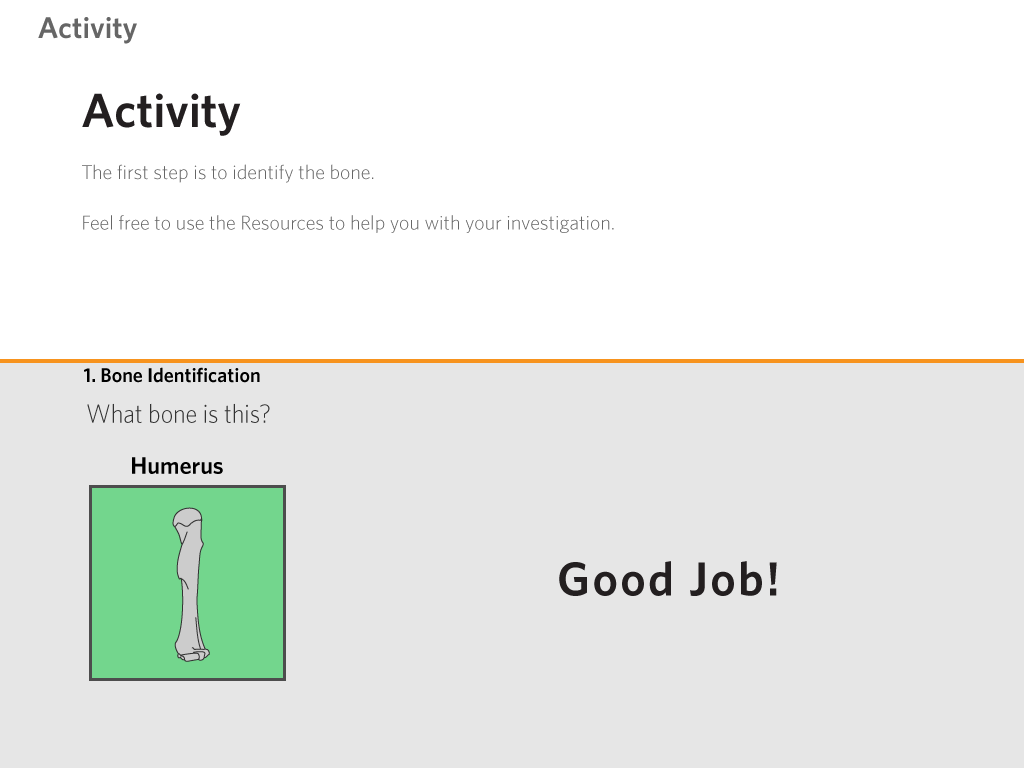 Activity
Activity
The first step is to identify the bone.
Feel free to use the Resources to help you with your investigation.
1. Bone Identification
What bone is this?
Humerus
Good Job!